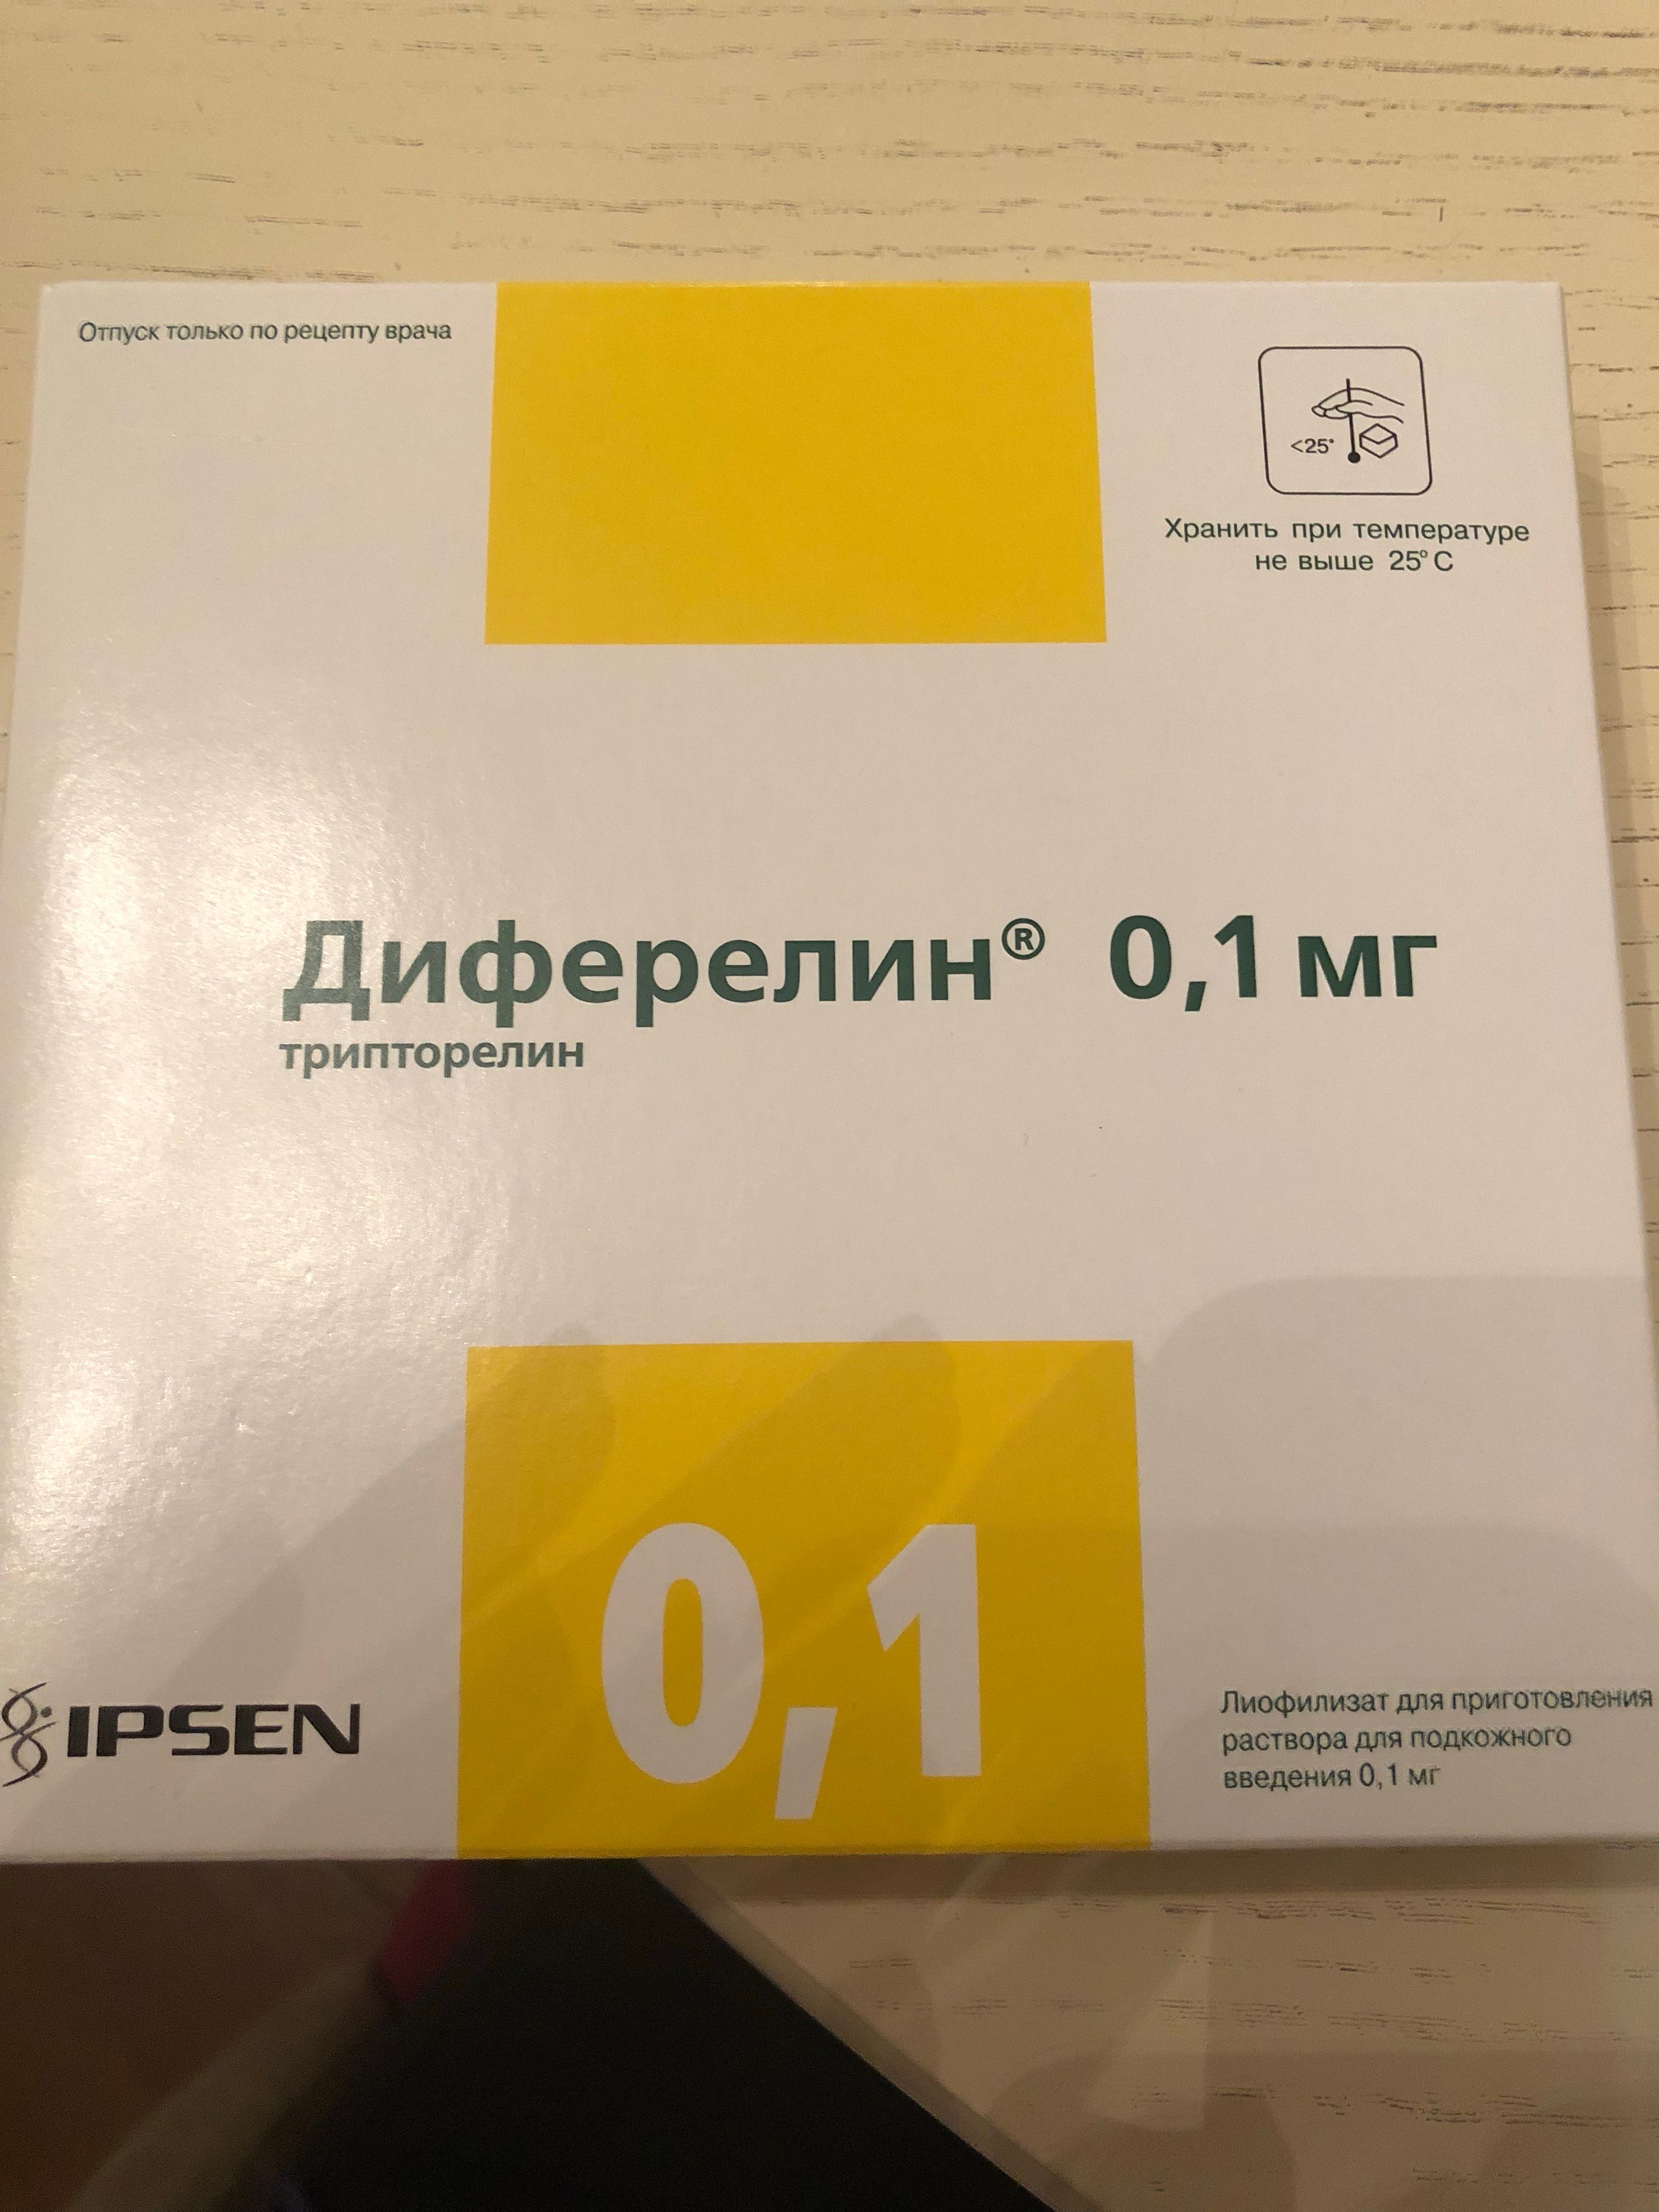 Отпуск только по рецепту врача
<25°
Хранить при температуре
не выше 25°C
Диферелин® 0,1 мг
трипторелин
0,1
IPSEN
Лиофилизат для приготовления
раствора для подкожного
введения 0,1 мг